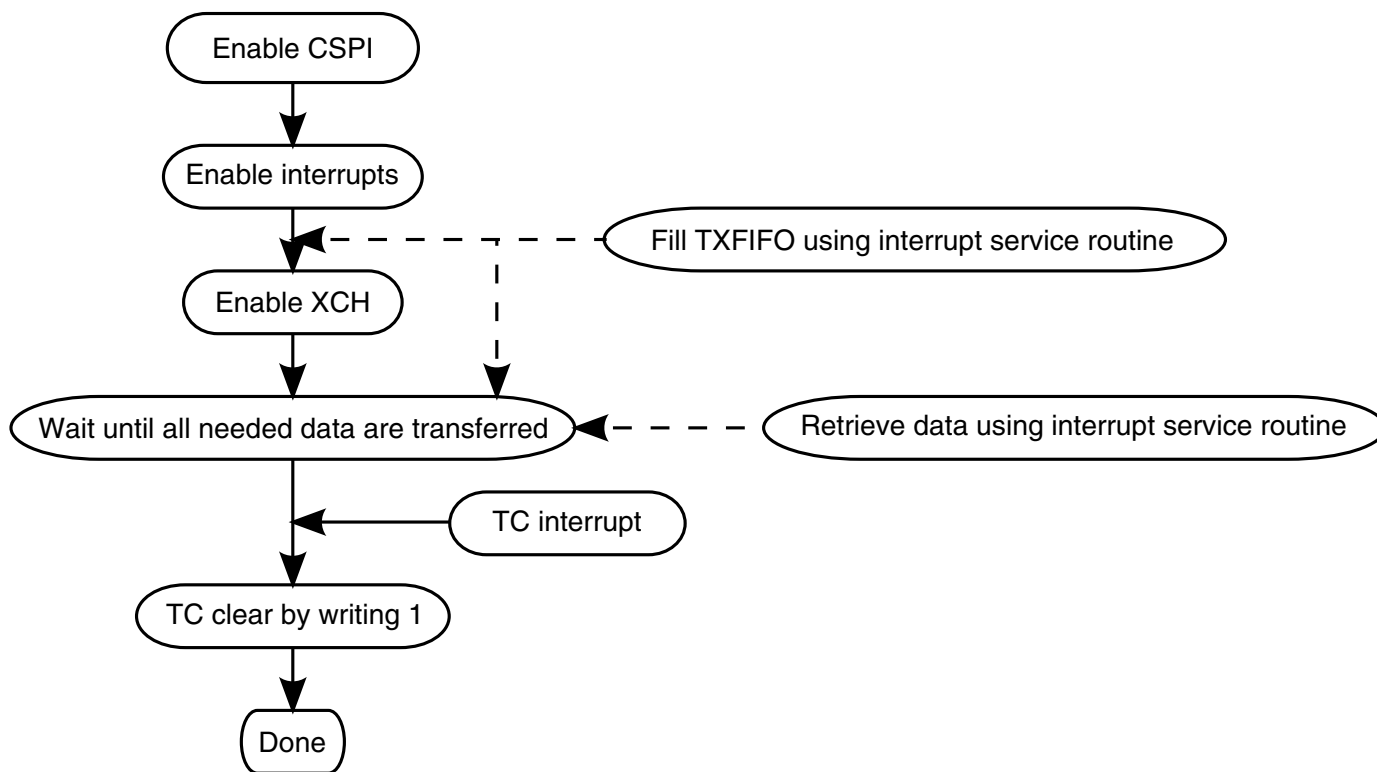 Enable CSPI
Enable interrupts
Fill TXFIFO using interrupt service routine
Enable XCH
Wait until all needed data are transferred
Retrieve data using interrupt service routine
TC interrupt
TC clear by writing 1
Done